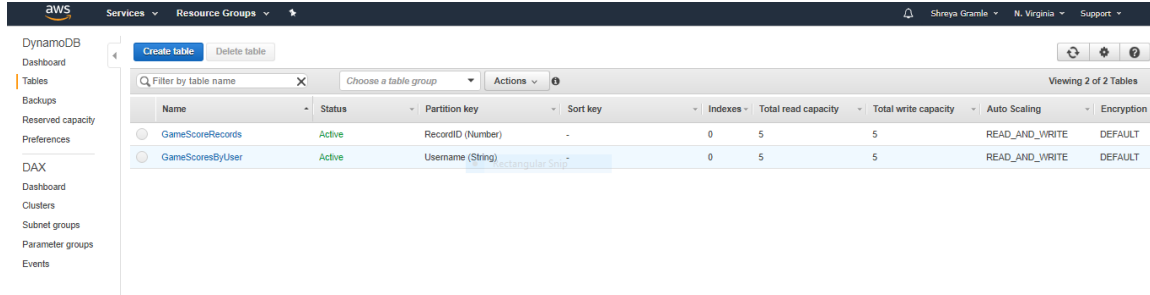 aws Services Resource Groups Shreya Gramle N. Virginia Support
DynamoDB
Dashboard
Tables
Backups
Reserved capacity
Preferences
DAX
Dashboard
Clusters
Subnet groups
Parameter groups
Events
Create table Delete table
Filter by table name X Choose a table group Actions Viewing 2 of 2 Tables
Name Status Partition key Sort key Indexes Total read capacity Total write capacity Auto Scaling Encryption
GameScoreRecords Active RecordID (Number) - 0 5 5 READ_AND_WRITE DEFAULT
GameScoresByUser Active Username (String) - 0 5 5 READ_AND_WRITE DEFAULT
Rectangular Snip